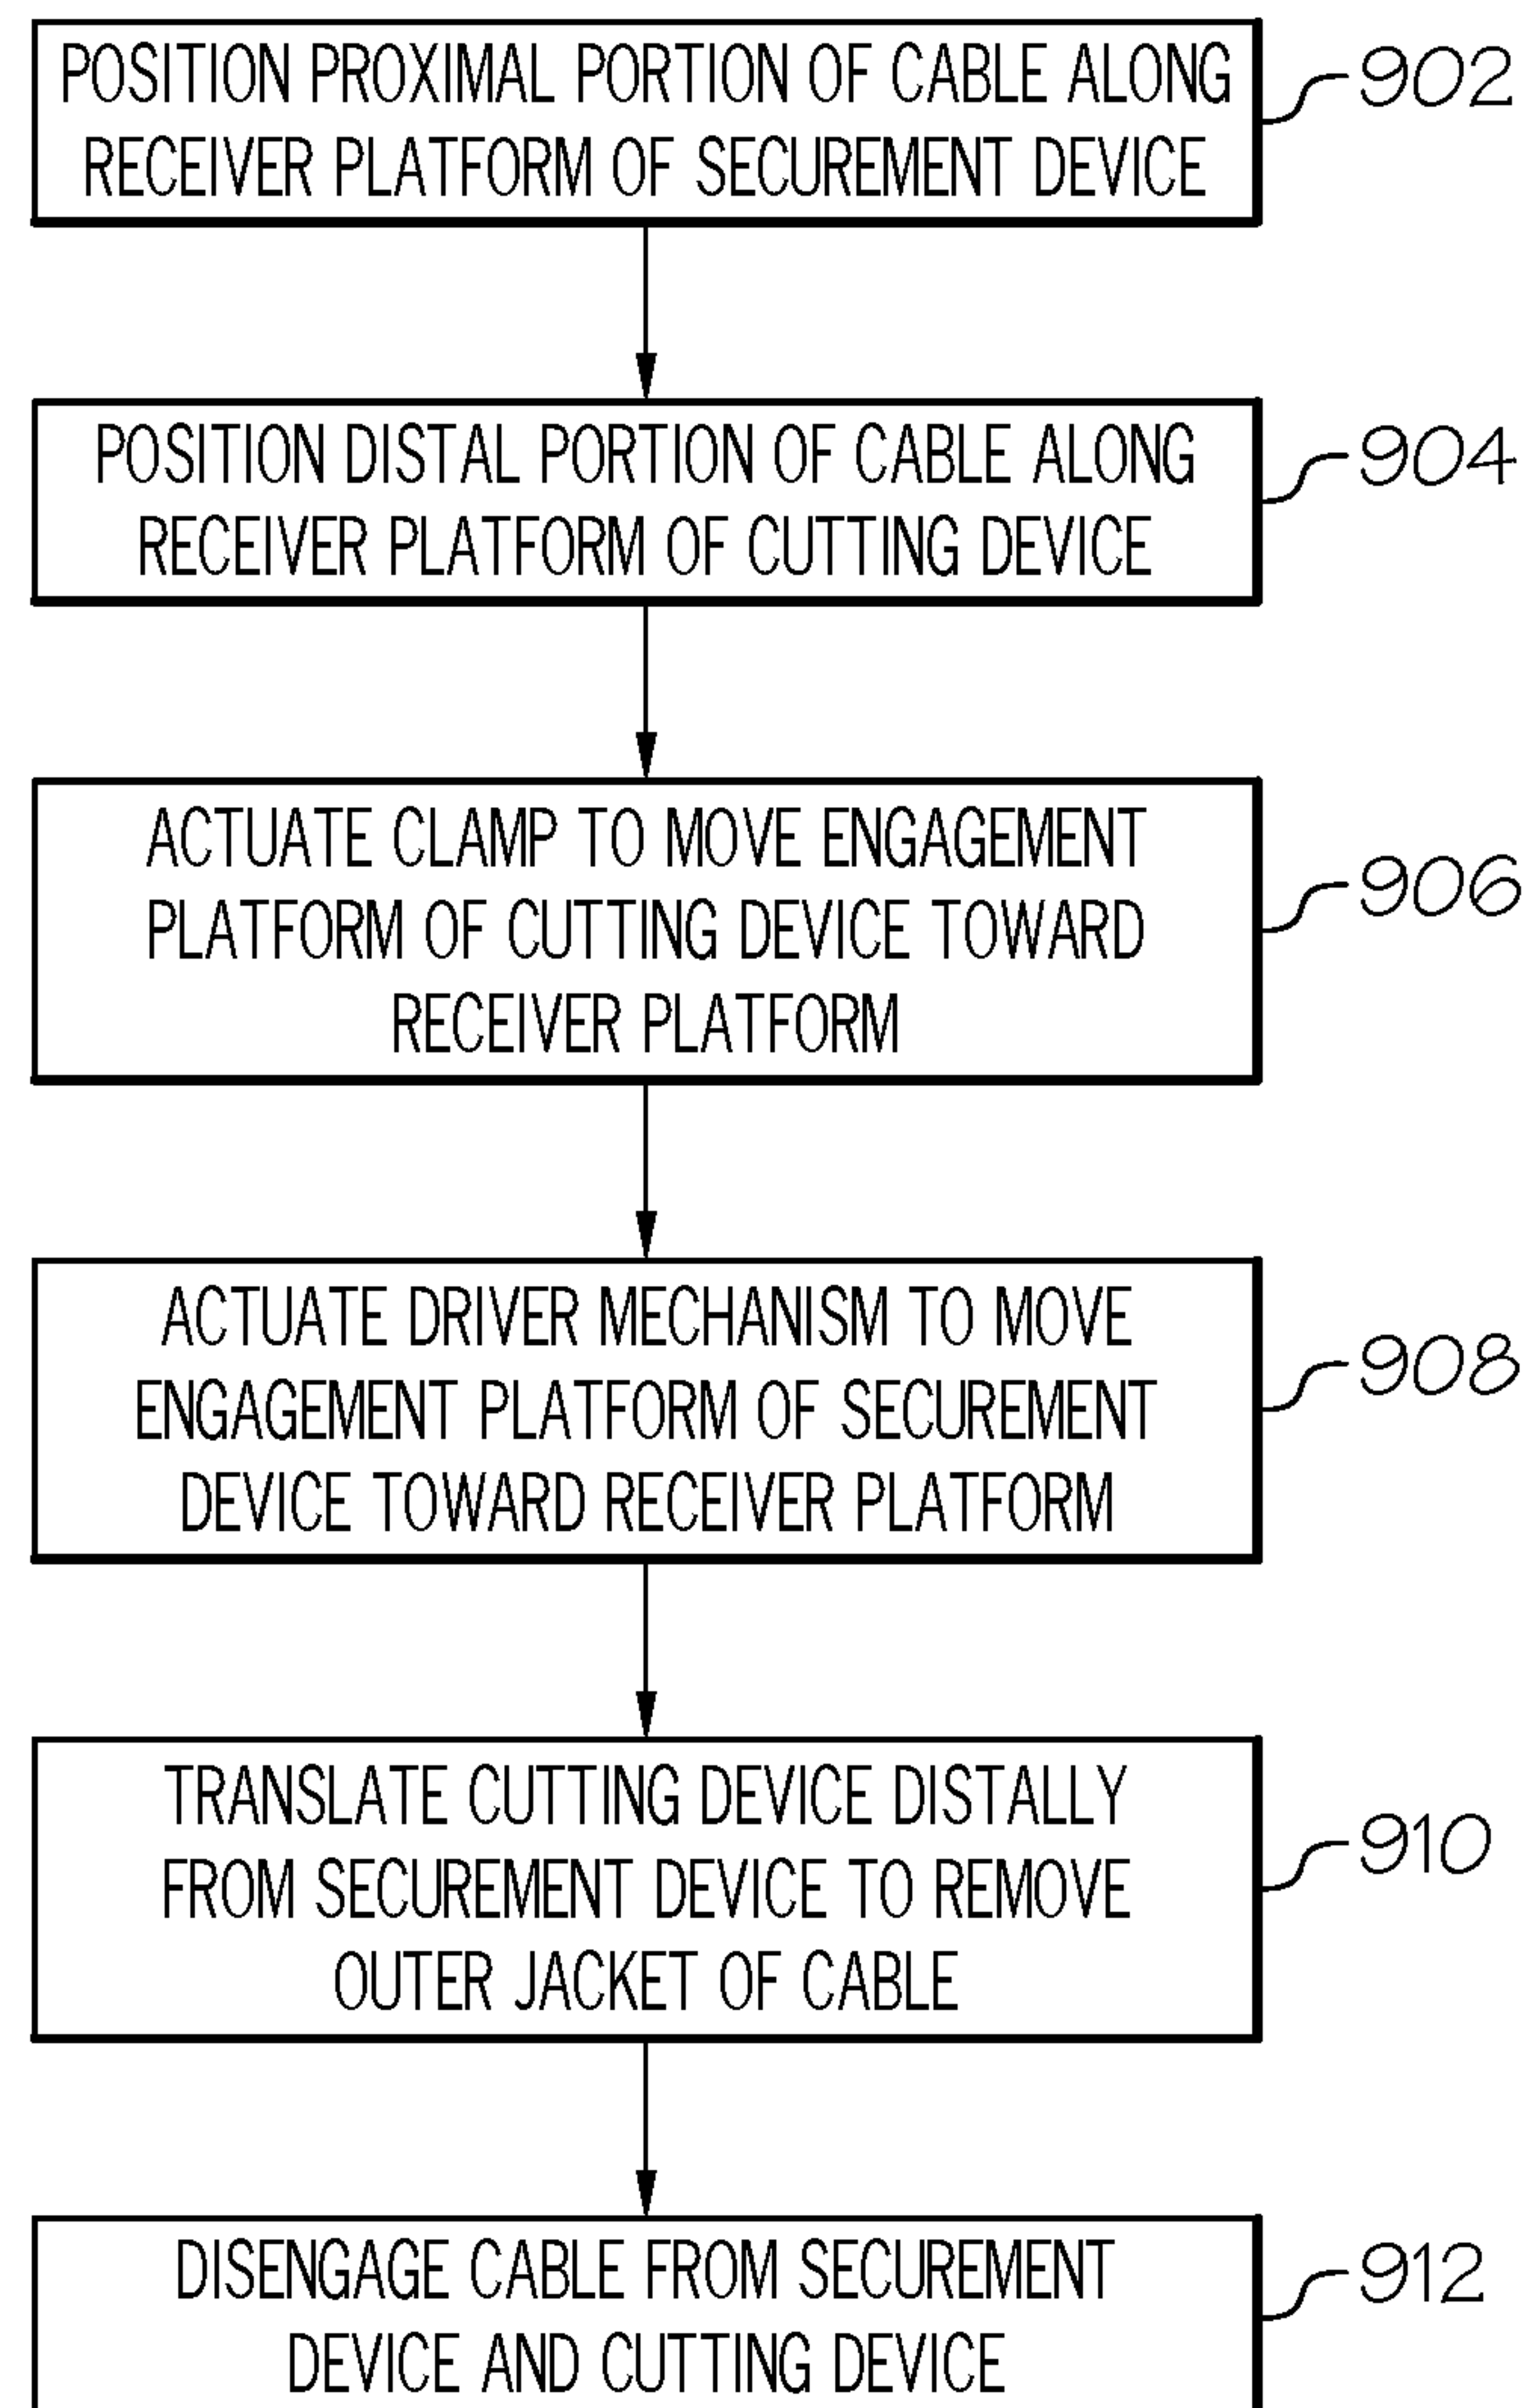 POSITION PROXIMAL PORTION OF CABLE ALONG
RECEIVER PLATFORM OF SECUREMENT DEVICE
902
POSITION DISTAL PORTION OF CABLE ALONG
RECEIVER PLATFORM OF CUTTING DEVICE
904
ACTUATE CLAMP TO MOVE ENGAGEMENT
PLATFORM OF CUTTING DEVICE TOWARD
RECEIVER PLATFORM
906
ACTUATE DRIVER MECHANISM TO MOVE
ENGAGEMENT PLATFORM OF SECUREMENT
DEVICE TOWARD RECEIVER PLATFORM
908
TRANSLATE CUTTING DEVICE DISTALLY
FROM SECUREMENT DEVICE TO REMOVE
OUTER JACKET OF CABLE
910
DISENGAGE CABLE FROM SECUREMENT
DEVICE AND CUTTING DEVICE
912